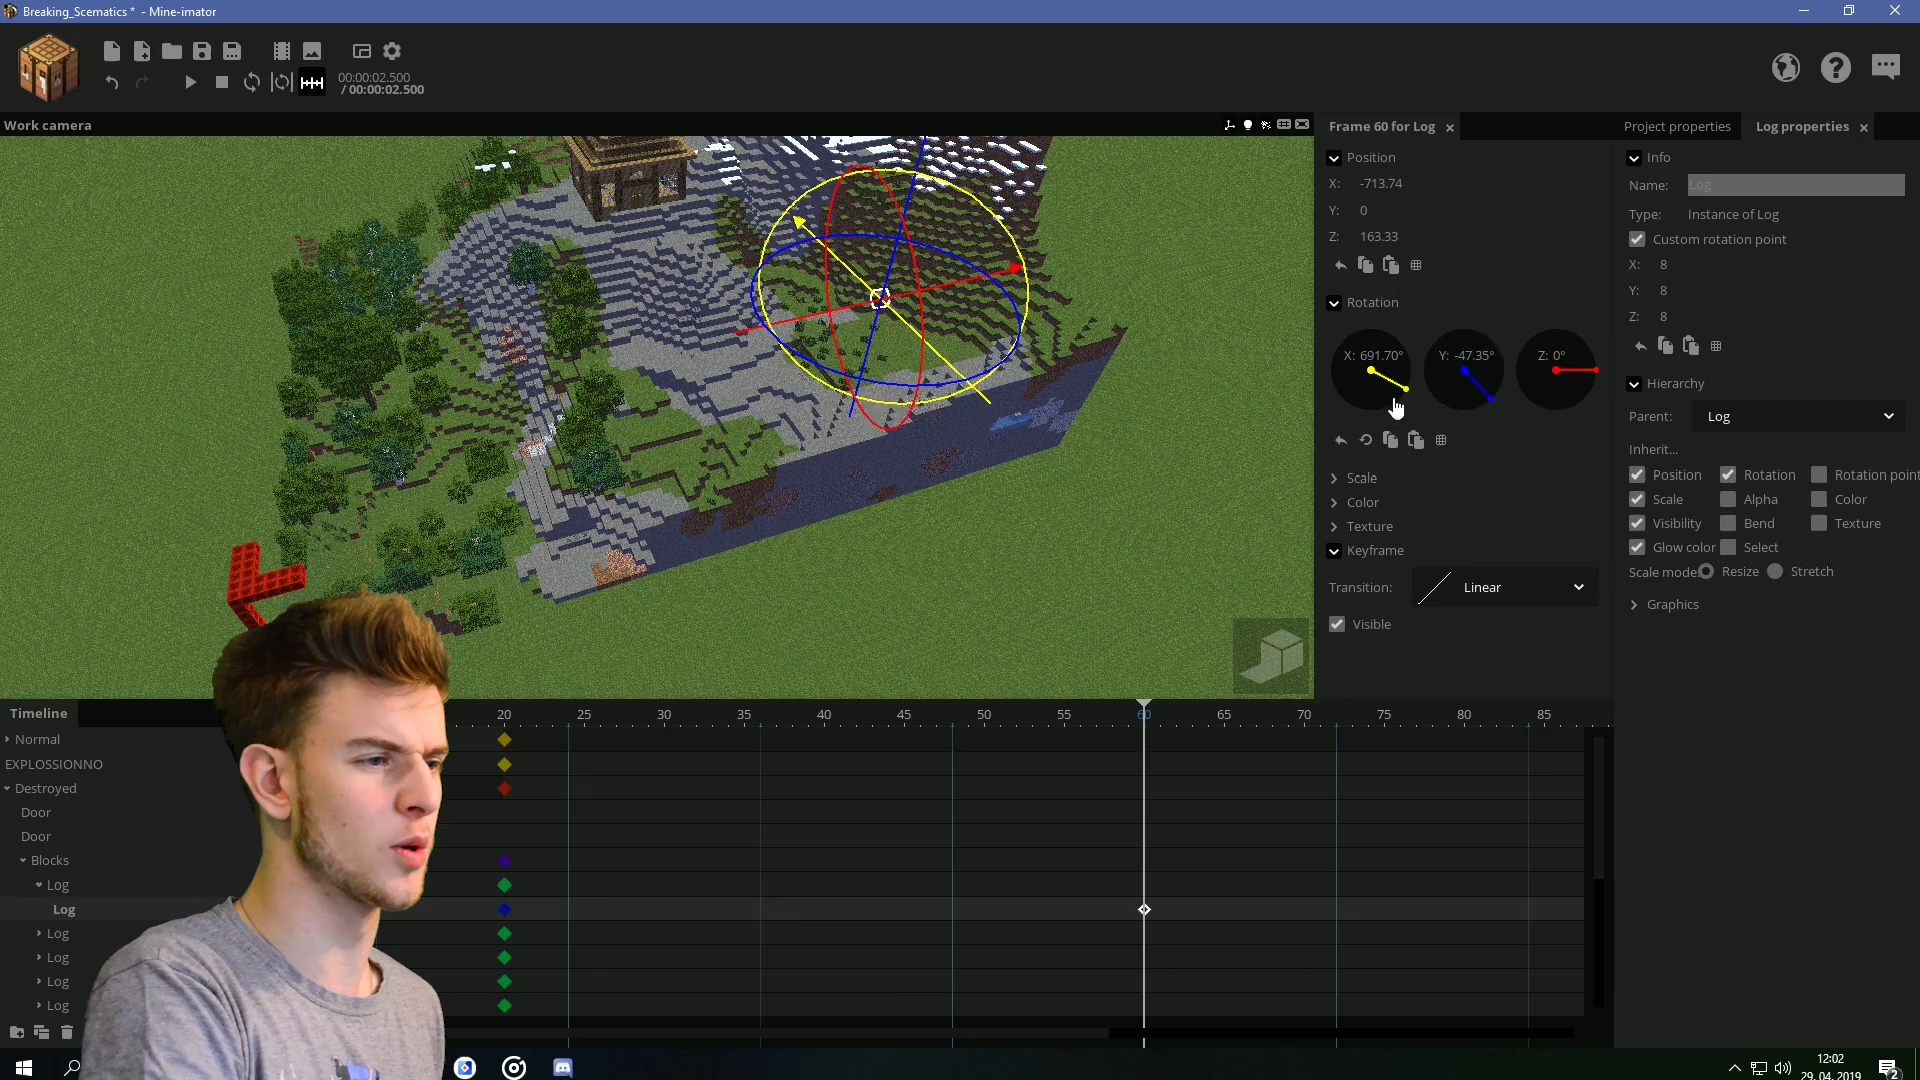 Breaking_Scematics * - Mine-imator
00:00:02.500
/ 00:00:02.500
Work camera
Frame 60 for Log
Position
X: -713.74
Y: 0
Z: 163.33
Rotation
X: 691.70°
Y: -47.35°
Z: 0°
Scale
Color
Texture
Keyframe
Transition: Linear
Visible
Project properties
Log properties
Info
Name: Log
Type: Instance of Log
Custom rotation point
X: 8
Y: 8
Z: 8
Hierarchy
Parent: Log
Inherit...
Position Rotation Rotation point
Scale Alpha Color
Visibility Bend Texture
Glow color Select
Scale mode: Resize Stretch
Graphics
Timeline
20 25 30 35 40 45 50 55 60 65 70 75 80 85
Normal
EXPLOSSIONNO
Destroyed
Door
Door
Blocks
Log
Log
Log
Log
Log
Log
12:02
29.04.2019
2